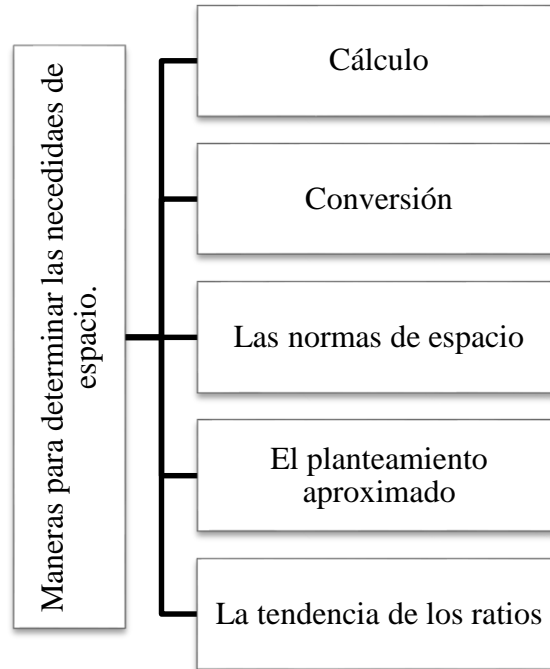 Maneras para determinar las necedidaes de
espacio.
Cálculo
Conversión
Las normas de espacio
El planteamiento
aproximado
La tendencia de los ratios